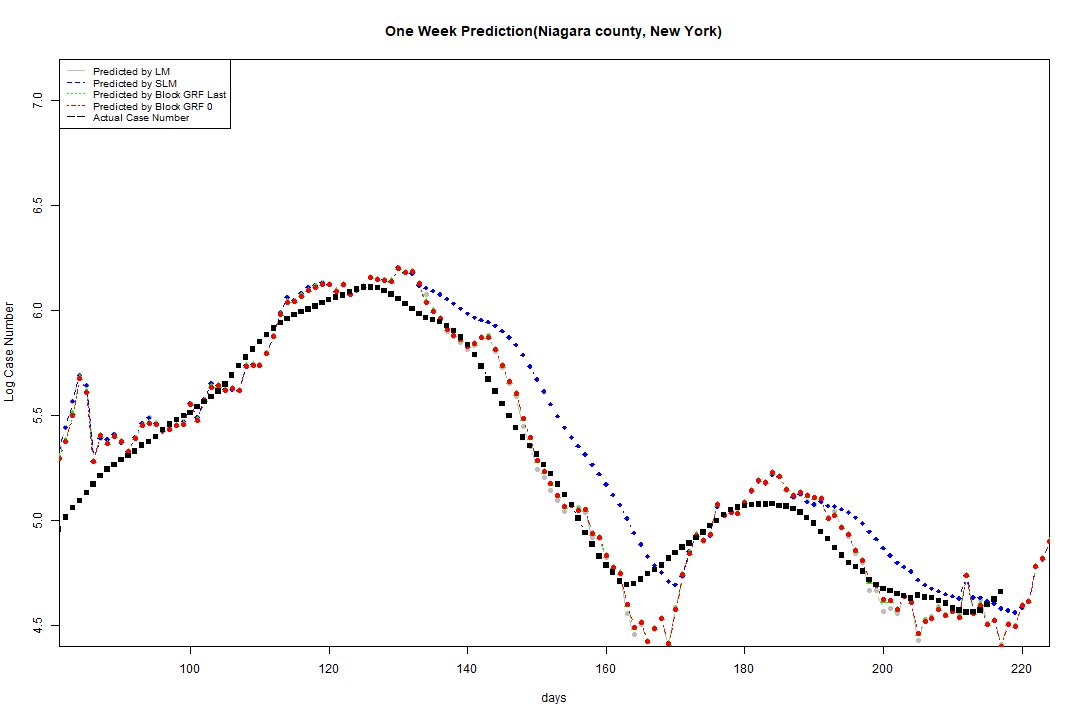 One Week Prediction(Niagara county, New York)
Predicted by LM
Predicted by SLM
Predicted by Block GRF Last
Predicted by Block GRF 0
Actual Case Number
7.0
6.5
6.0
5.5
5.0
4.5
Log Case Number
100 120 140 160 180 200 220
days